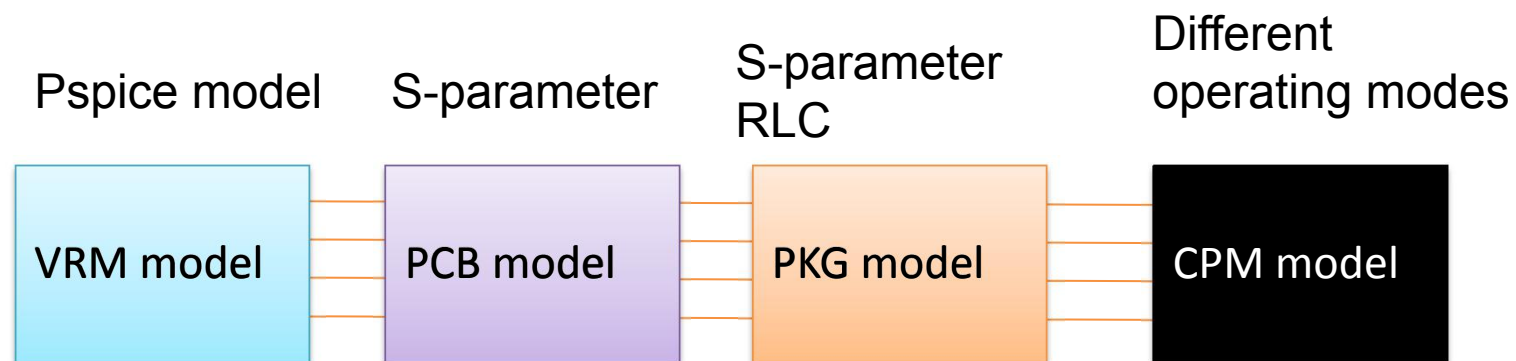 Pspice model
S-parameter
S-parameter
RLC
Different
operating modes
VRM model
PCB model
PKG model
CPM model